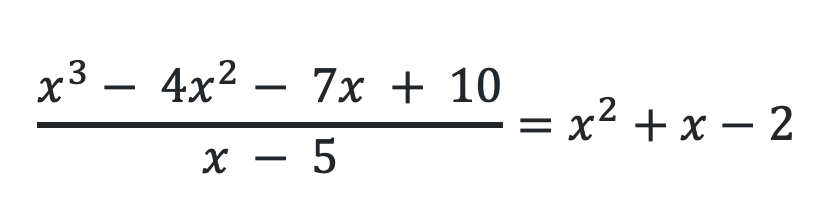 x³ − 4x² − 7x + 10
x − 5
= x² + x − 2